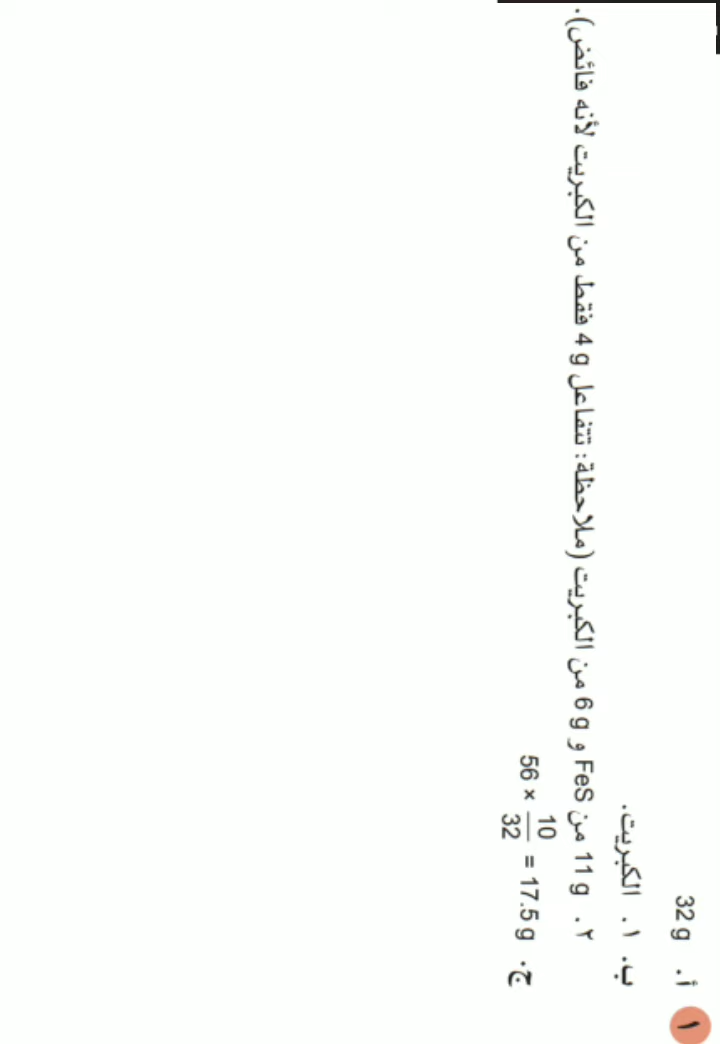 ١ أ. 32 g
ب. ١. الكبريت.
٢. 11 g من FeS و 6 g من الكبريت (ملاحظة: تتفاعل 4 g فقط من الكبريت لأنه فائض).
ج. 56 × 10/32 = 17.5 g